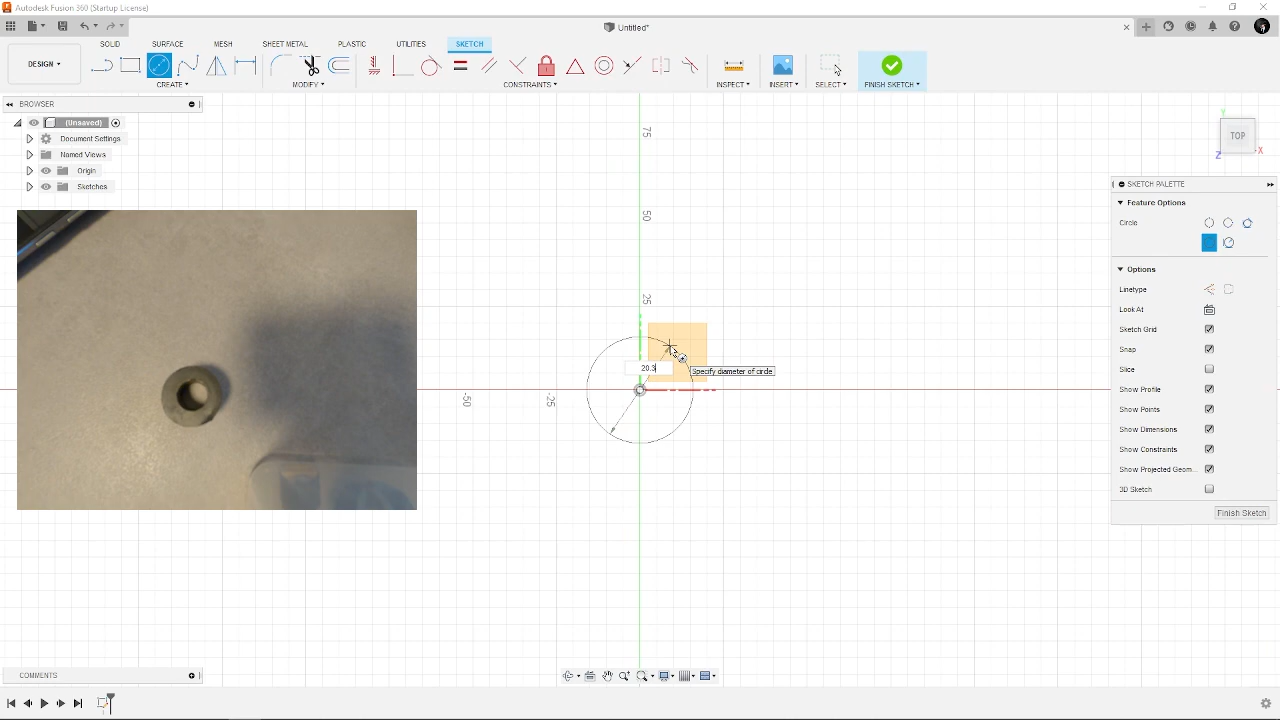 Autodesk Fusion 360 (Startup License)
Untitled*
DESIGN
SOLID
SURFACE
MESH
SHEET METAL
PLASTIC
UTILITIES
SKETCH
CREATE
MODIFY
CONSTRAINTS
INSPECT
INSERT
SELECT
FINISH SKETCH
BROWSER
(Unsaved)
Document Settings
Named Views
Origin
Sketches
75
50
25
-50
-25
20.3
Specify diameter of circle
Y
TOP
X
Z
SKETCH PALETTE
Feature Options
Circle
Options
Linetype
Look At
Sketch Grid
Snap
Slice
Show Profile
Show Points
Show Dimensions
Show Constraints
Show Projected Geom...
3D Sketch
Finish Sketch
COMMENTS